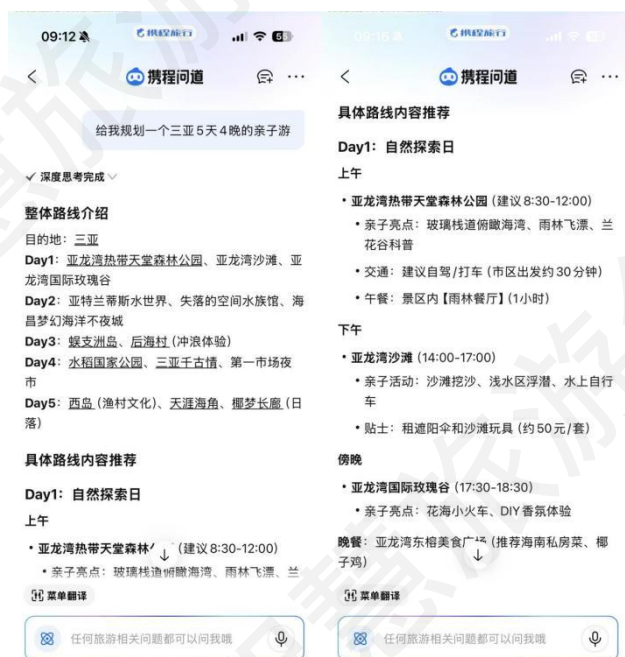 09:12
携程旅行
携程问道
给我规划一个三亚5天4晚的亲子游
深度思考完成
整体路线介绍
目的地：三亚
Day1：亚龙湾热带天堂森林公园、亚龙湾沙滩、亚
龙湾国际玫瑰谷
Day2：亚特兰蒂斯水世界、失落的空间水族馆、海
昌梦幻海洋不夜城
Day3：蜈支洲岛、后海村 (冲浪体验)
Day4：水稻国家公园、三亚千古情、第一市场夜
市
Day5：西岛 (渔村文化)、天涯海角、椰梦长廊 (日
落)
具体路线内容推荐
Day1：自然探索日
上午
• 亚龙湾热带天堂森林 (建议 8:30-12:00)
• 亲子亮点：玻璃栈道俯瞰海湾、雨林飞漂、兰
菜单翻译
任何旅游相关问题都可以问我哦
携程旅行
携程问道
具体路线内容推荐
Day1：自然探索日
上午
• 亚龙湾热带天堂森林公园 (建议 8:30-12:00)
• 亲子亮点：玻璃栈道俯瞰海湾、雨林飞漂、兰
花谷科普
• 交通：建议自驾/打车 (市区出发约30分钟)
• 午餐：景区内【雨林餐厅】(1小时)
下午
• 亚龙湾沙滩 (14:00-17:00)
• 亲子活动：沙滩挖沙、浅水区浮潜、水上自行
车
• 贴士：租遮阳伞和沙滩玩具 (约50元/套)
傍晚
• 亚龙湾国际玫瑰谷 (17:30-18:30)
• 亲子亮点：花海小火车、DIY香氛体验
晚餐：亚龙湾东榕美食广场 (推荐海南私房菜、椰
子鸡)
菜单翻译
任何旅游相关问题都可以问我哦